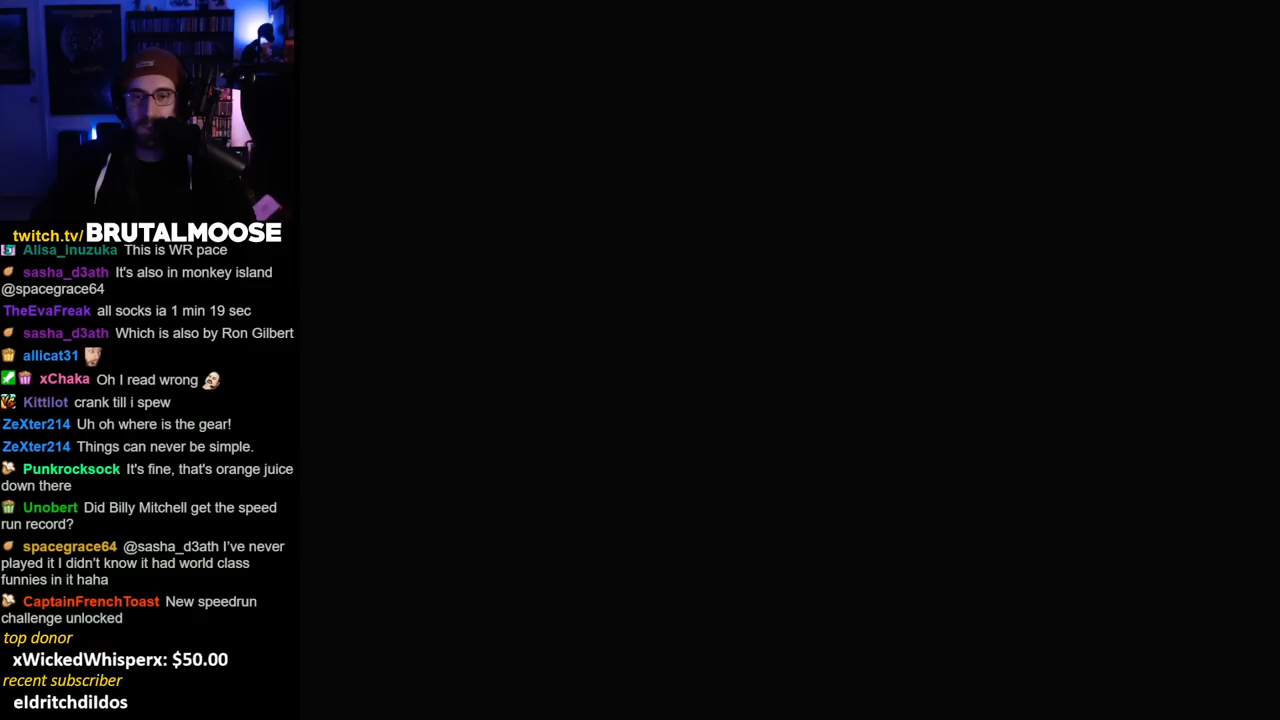 twitch.tv/BRUTALMOOSE
Alisa_inuzuka This is WR pace
sasha_d3ath It's also in monkey island
@spacegrace64
TheEvaFreak all socks ia 1 min 19 sec
sasha_d3ath Which is also by Ron Gilbert
allicat31
xChaka Oh I read wrong
Kittilot crank till i spew
ZeXter214 Uh oh where is the gear!
ZeXter214 Things can never be simple.
Punkrocksock It's fine, that's orange juice
down there
Unobert Did Billy Mitchell get the speed
run record?
spacegrace64 @sasha_d3ath I've never
played it I didn't know it had world class
funnies in it haha
CaptainFrenchToast New speedrun
challenge unlocked
top donor
xWickedWhisperx: $50.00
recent subscriber
eldritchdildos